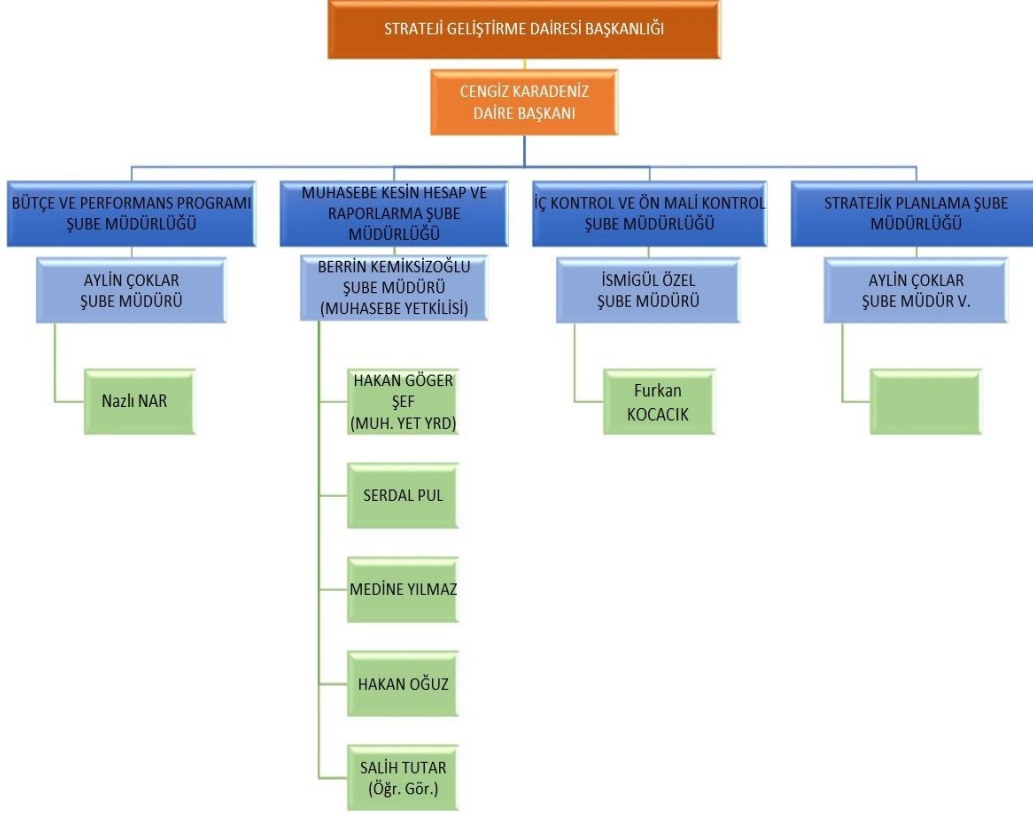 STRATEJİ GELİŞTİRME DAİRESİ BAŞKANLIĞI
CENGİZ KARADENİZ
DAİRE BAŞKANI
BÜTÇE VE PERFORMANS PROGRAMI
ŞUBE MÜDÜRLÜĞÜ
AYLİN ÇOKLAR
ŞUBE MÜDÜRÜ
Nazlı NAR
MUHASEBE KESİN HESAP VE
RAPORLARMA ŞUBE
MÜDÜRLÜĞÜ
BERRİN KEMİKSİZOĞLU
ŞUBE MÜDÜRÜ
(MUHASEBE YETKİLİSİ)
HAKAN GÖGER
ŞEF
(MUH. YET YRD)
SERDAL PUL
MEDİNE YILMAZ
HAKAN OĞUZ
SALİH TUTAR
(Öğr. Gör.)
İÇ KONTROL VE ÖN MALİ KONTROL
ŞUBE MÜDÜRLÜĞÜ
İSMİGÜL ÖZEL
ŞUBE MÜDÜRÜ
Furkan
KOCACIK
STRATEJİK PLANLAMA ŞUBE
MÜDÜRLÜĞÜ
AYLİN ÇOKLAR
ŞUBE MÜDÜR V.